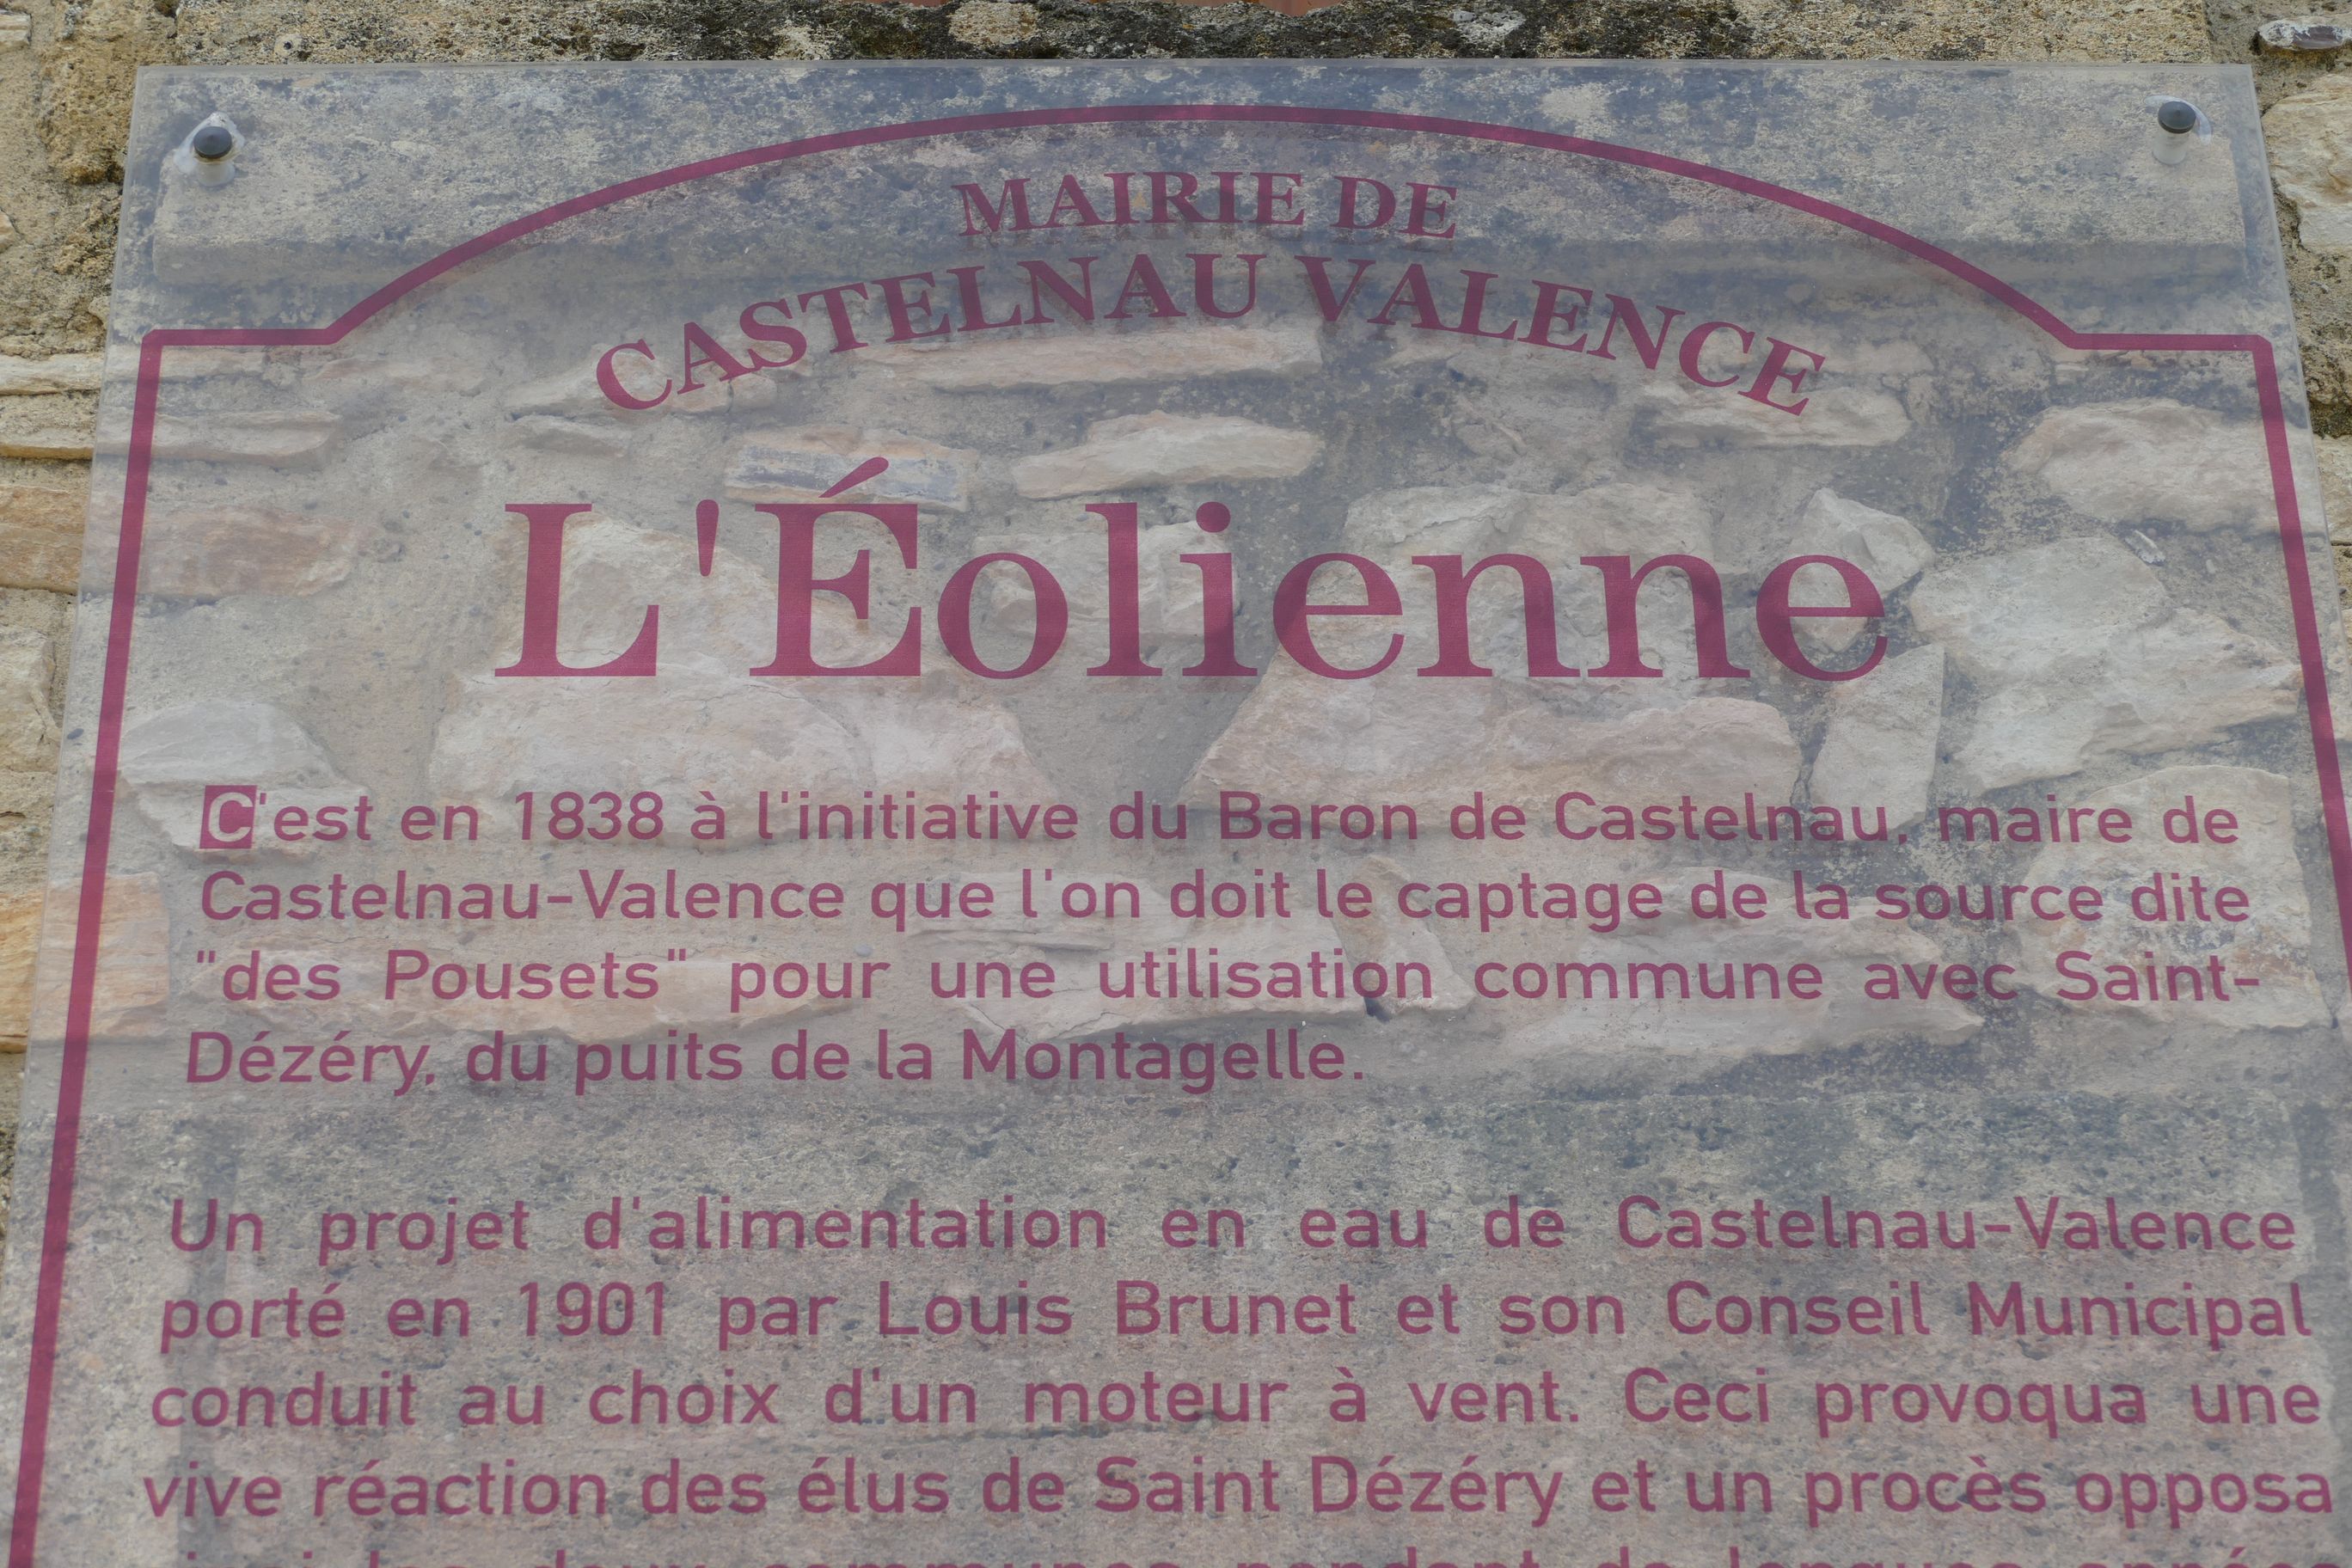 MAIRIE DE
CASTELNAU VALENCE
L'Éolienne
C'est en 1838 à l'initiative du Baron de Castelnau, maire de
Castelnau-Valence que l'on doit le captage de la source dite
"des Pousets" pour une utilisation commune avec Saint-
Dézéry, du puits de la Montagelle.
Un projet d'alimentation en eau de Castelnau-Valence
porté en 1901 par Louis Brunet et son Conseil Municipal
conduit au choix d'un moteur à vent. Ceci provoqua une
vive réaction des élus de Saint Dézéry et un procès opposa